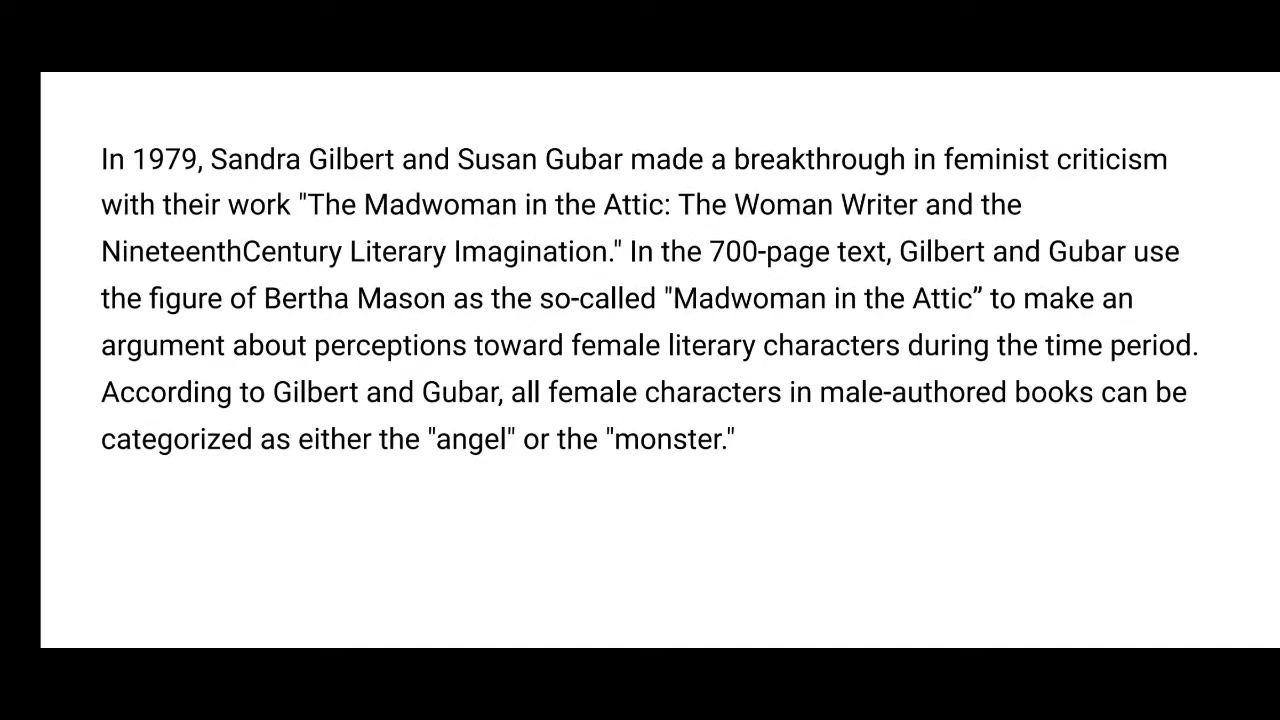 In 1979, Sandra Gilbert and Susan Gubar made a breakthrough in feminist criticism
with their work "The Madwoman in the Attic: The Woman Writer and the
NineteenthCentury Literary Imagination." In the 700-page text, Gilbert and Gubar use
the figure of Bertha Mason as the so-called "Madwoman in the Attic” to make an
argument about perceptions toward female literary characters during the time period.
According to Gilbert and Gubar, all female characters in male-authored books can be
categorized as either the "angel" or the "monster."